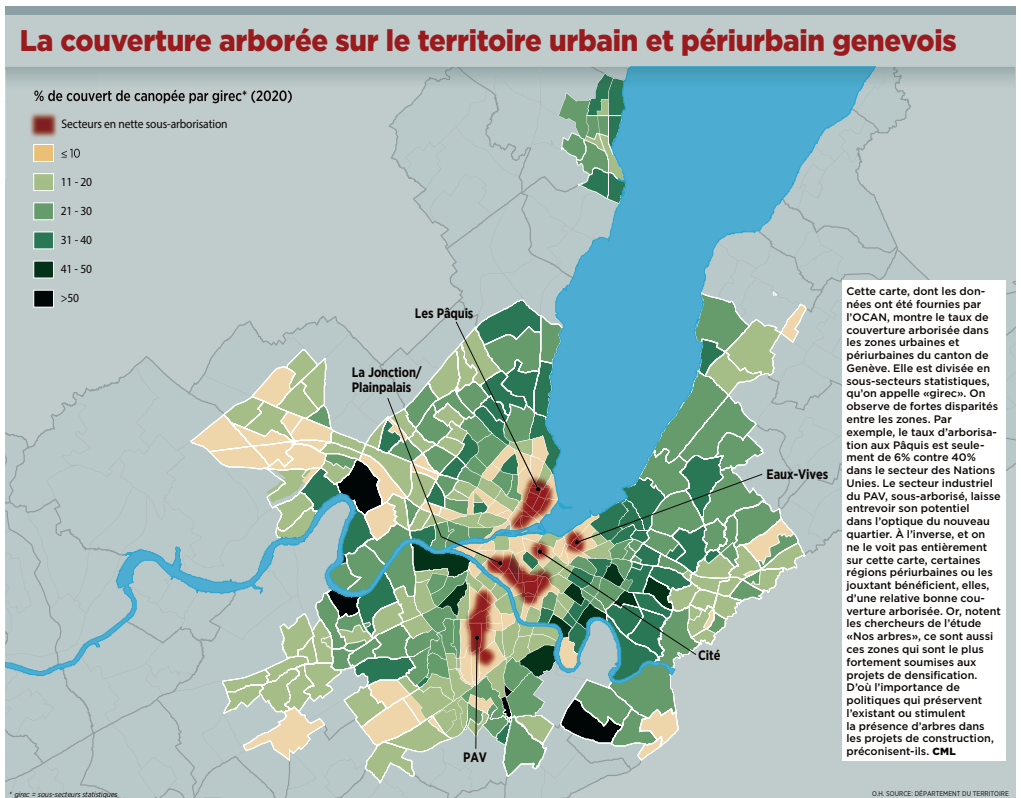 La couverture arborée sur le territoire urbain et périurbain genevois
% de couvert de canopée par girec* (2020)
Secteurs en nette sous-arborisation
≤ 10
11 - 20
21 - 30
31 - 40
41 - 50
>50
Les Pâquis
La Jonction/
Plainpalais
Eaux-Vives
Cité
PAV
Cette carte, dont les don-
nées ont été fournies par
l'OCAN, montre le taux de
couverture arborisée dans
les zones urbaines et
périurbaines du canton de
Genève. Elle est divisée en
sous-secteurs statistiques,
qu'on appelle «girec». On
observe de fortes disparités
entre les zones. Par
exemple, le taux d'arborisa-
tion aux Pâquis est seule-
ment de 6% contre 40%
dans le secteur des Nations
Unies. Le secteur industriel
du PAV, sous-arborisé, laisse
entrevoir son potentiel
dans l'optique du nouveau
quartier. À l'inverse, et on
ne le voit pas entièrement
sur cette carte, certaines
régions périurbaines ou les
jouxtant bénéficient, elles,
d'une relative bonne cou-
verture arborisée. Or, notent
les chercheurs de l'étude
«Nos arbres», ce sont aussi
ces zones qui sont le plus
fortement soumises aux
projets de densification.
D'où l'importance de
politiques qui préservent
l'existant ou stimulent
la présence d'arbres dans
les projets de construction,
préconisent-ils. CML
* girec = sous-secteurs statistiques
O.H. SOURCE: DÉPARTEMENT DU TERRITOIRE